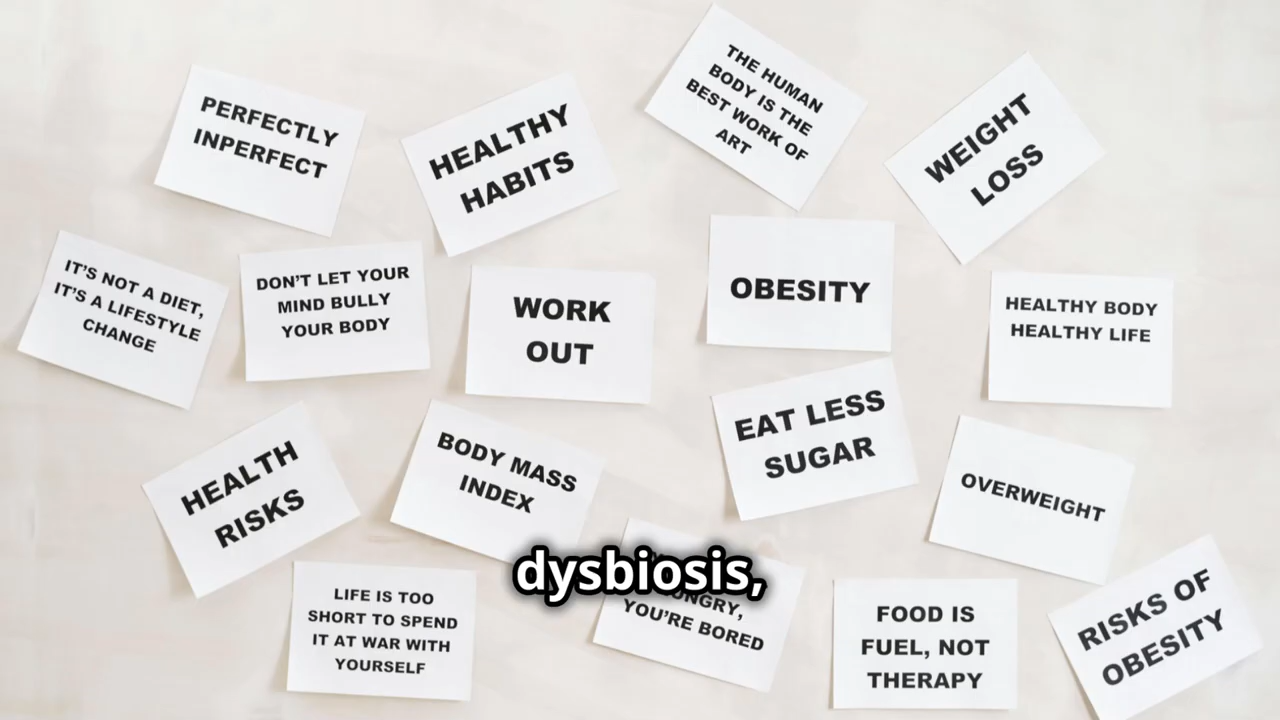 PERFECTLY
INPERFECT
HEALTHY
HABITS
THE HUMAN
BODY IS THE
BEST WORK OF
ART
WEIGHT
LOSS
IT'S NOT A DIET,
IT'S A LIFESTYLE
CHANGE
DON'T LET YOUR
MIND BULLY
YOUR BODY
WORK
OUT
OBESITY
HEALTHY BODY
HEALTHY LIFE
HEALTH
RISKS
BODY MASS
INDEX
EAT LESS
SUGAR
OVERWEIGHT
dysbiosis,
LIFE IS TOO
SHORT TO SPEND
IT AT WAR WITH
YOURSELF
YOU'RE BORED
FOOD IS
FUEL, NOT
THERAPY
RISKS OF
OBESITY